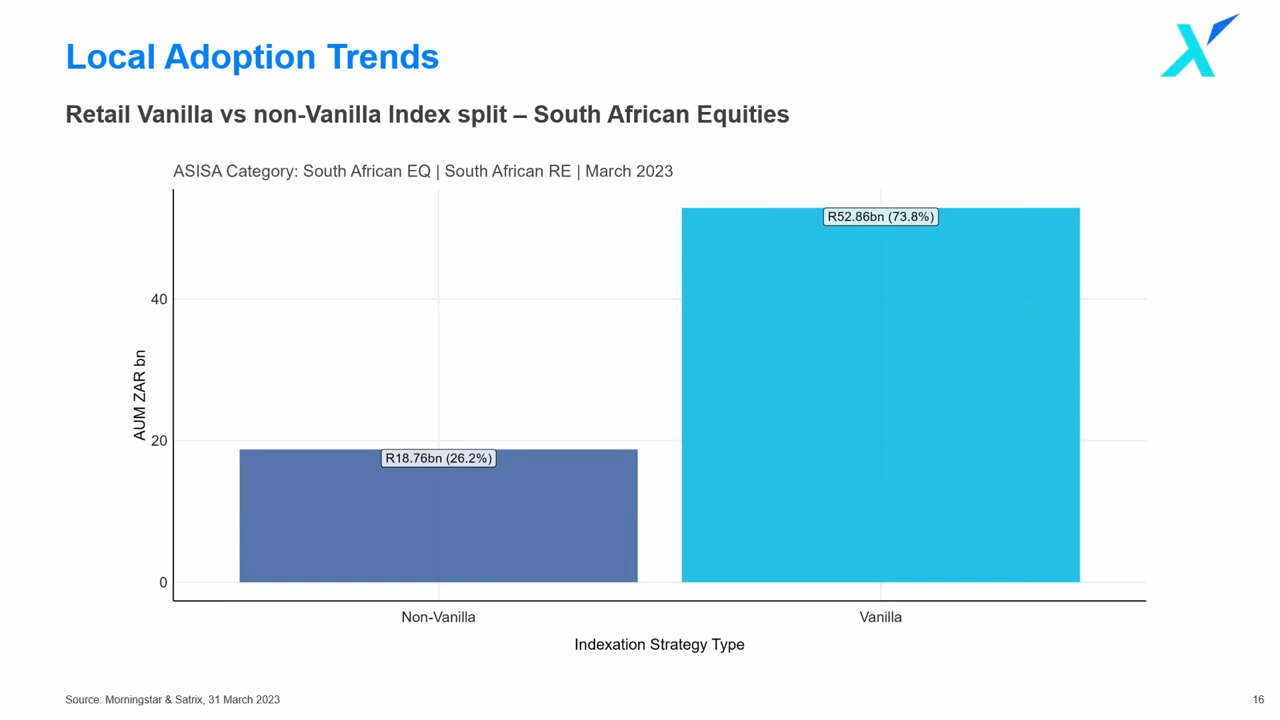 Local Adoption Trends
Retail Vanilla vs non-Vanilla Index split – South African Equities
ASISA Category: South African EQ | South African RE | March 2023
R52.86bn (73.8%)
40
AUM ZAR bn
20
R18.76bn (26.2%)
0
Non-Vanilla
Vanilla
Indexation Strategy Type
Source: Morningstar & Satrix, 31 March 2023
16